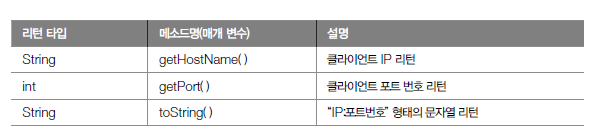 리턴 타입 메소드명(매개 변수) 설명
String getHostName( ) 클라이언트 IP 리턴
int getPort( ) 클라이언트 포트 번호 리턴
String toString( ) “IP:포트번호” 형태의 문자열 리턴